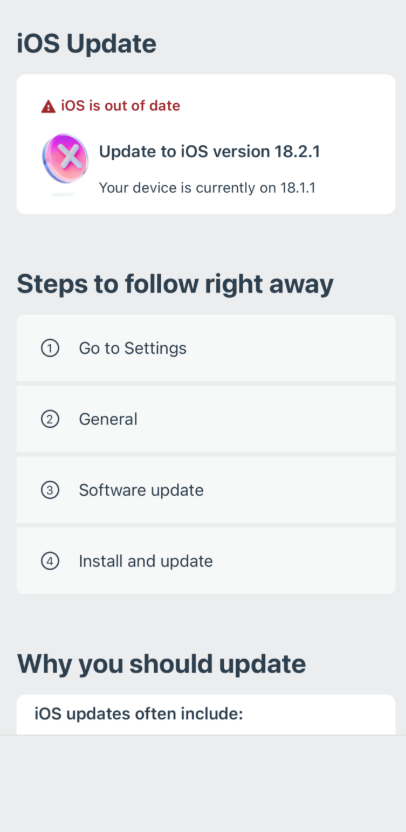 iOS Update
iOS is out of date
Update to iOS version 18.2.1
Your device is currently on 18.1.1
Steps to follow right away
1 Go to Settings
2 General
3 Software update
4 Install and update
Why you should update
iOS updates often include: